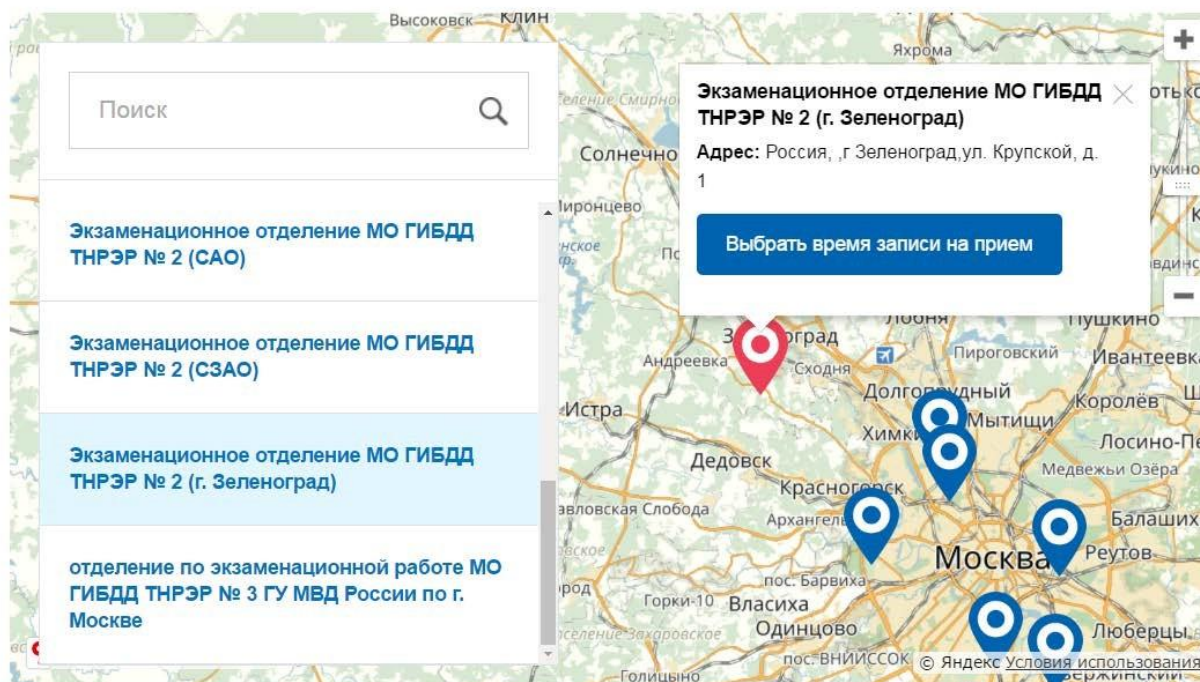 Высоковск
КЛИН
Яхрома
Поиск
Экзаменационное отделение МО ГИБДД
ТНРЭР № 2 (САО)
Экзаменационное отделение МО ГИБДД
ТНРЭР № 2 (СЗАО)
Экзаменационное отделение МО ГИБДД
ТНРЭР № 2 (г. Зеленоград)
отделение по экзаменационной работе МО
ГИБДД ТНРЭР № 3 ГУ МВД России по г.
Москве
Экзаменационное отделение МО ГИБДД
ТНРЭР № 2 (г. Зеленоград)
Адрес: Россия, ,г Зеленоград,ул. Крупской, д.
1
Выбрать время записи на прием
Солнечно
Лобня
Пушкино
Андреевка
Сходня
Пироговский
Ивантеевка
Долгопрудный
Королёв
Истра
Мытищи
Химки
Дедовск
Медвежьи Озёра
Красногорск
Балаших
Москва
Реутов
пос. Барвиха
Горки-10
Власиха
Одинцово
Люберцы
пос. ВНИИССОК
Голицыно
© Яндекс Условия использования